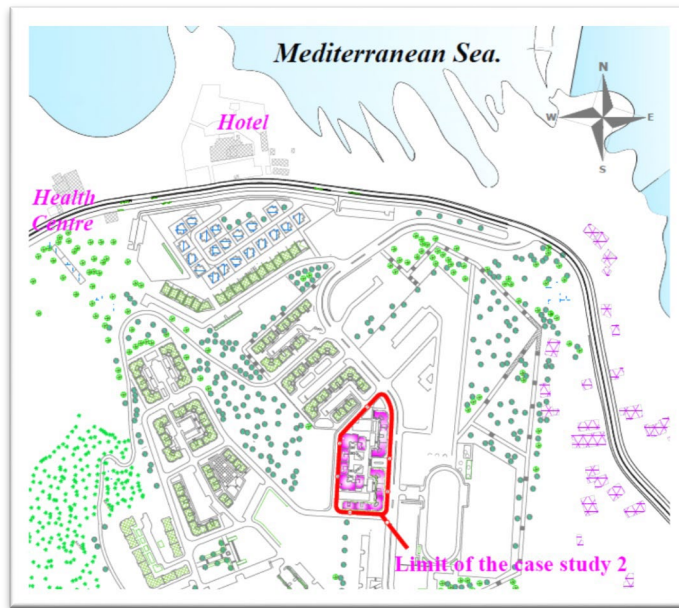 Mediterranean Sea.
N
W
E
S
Hotel
Health
Centre
Limit of the case study 2